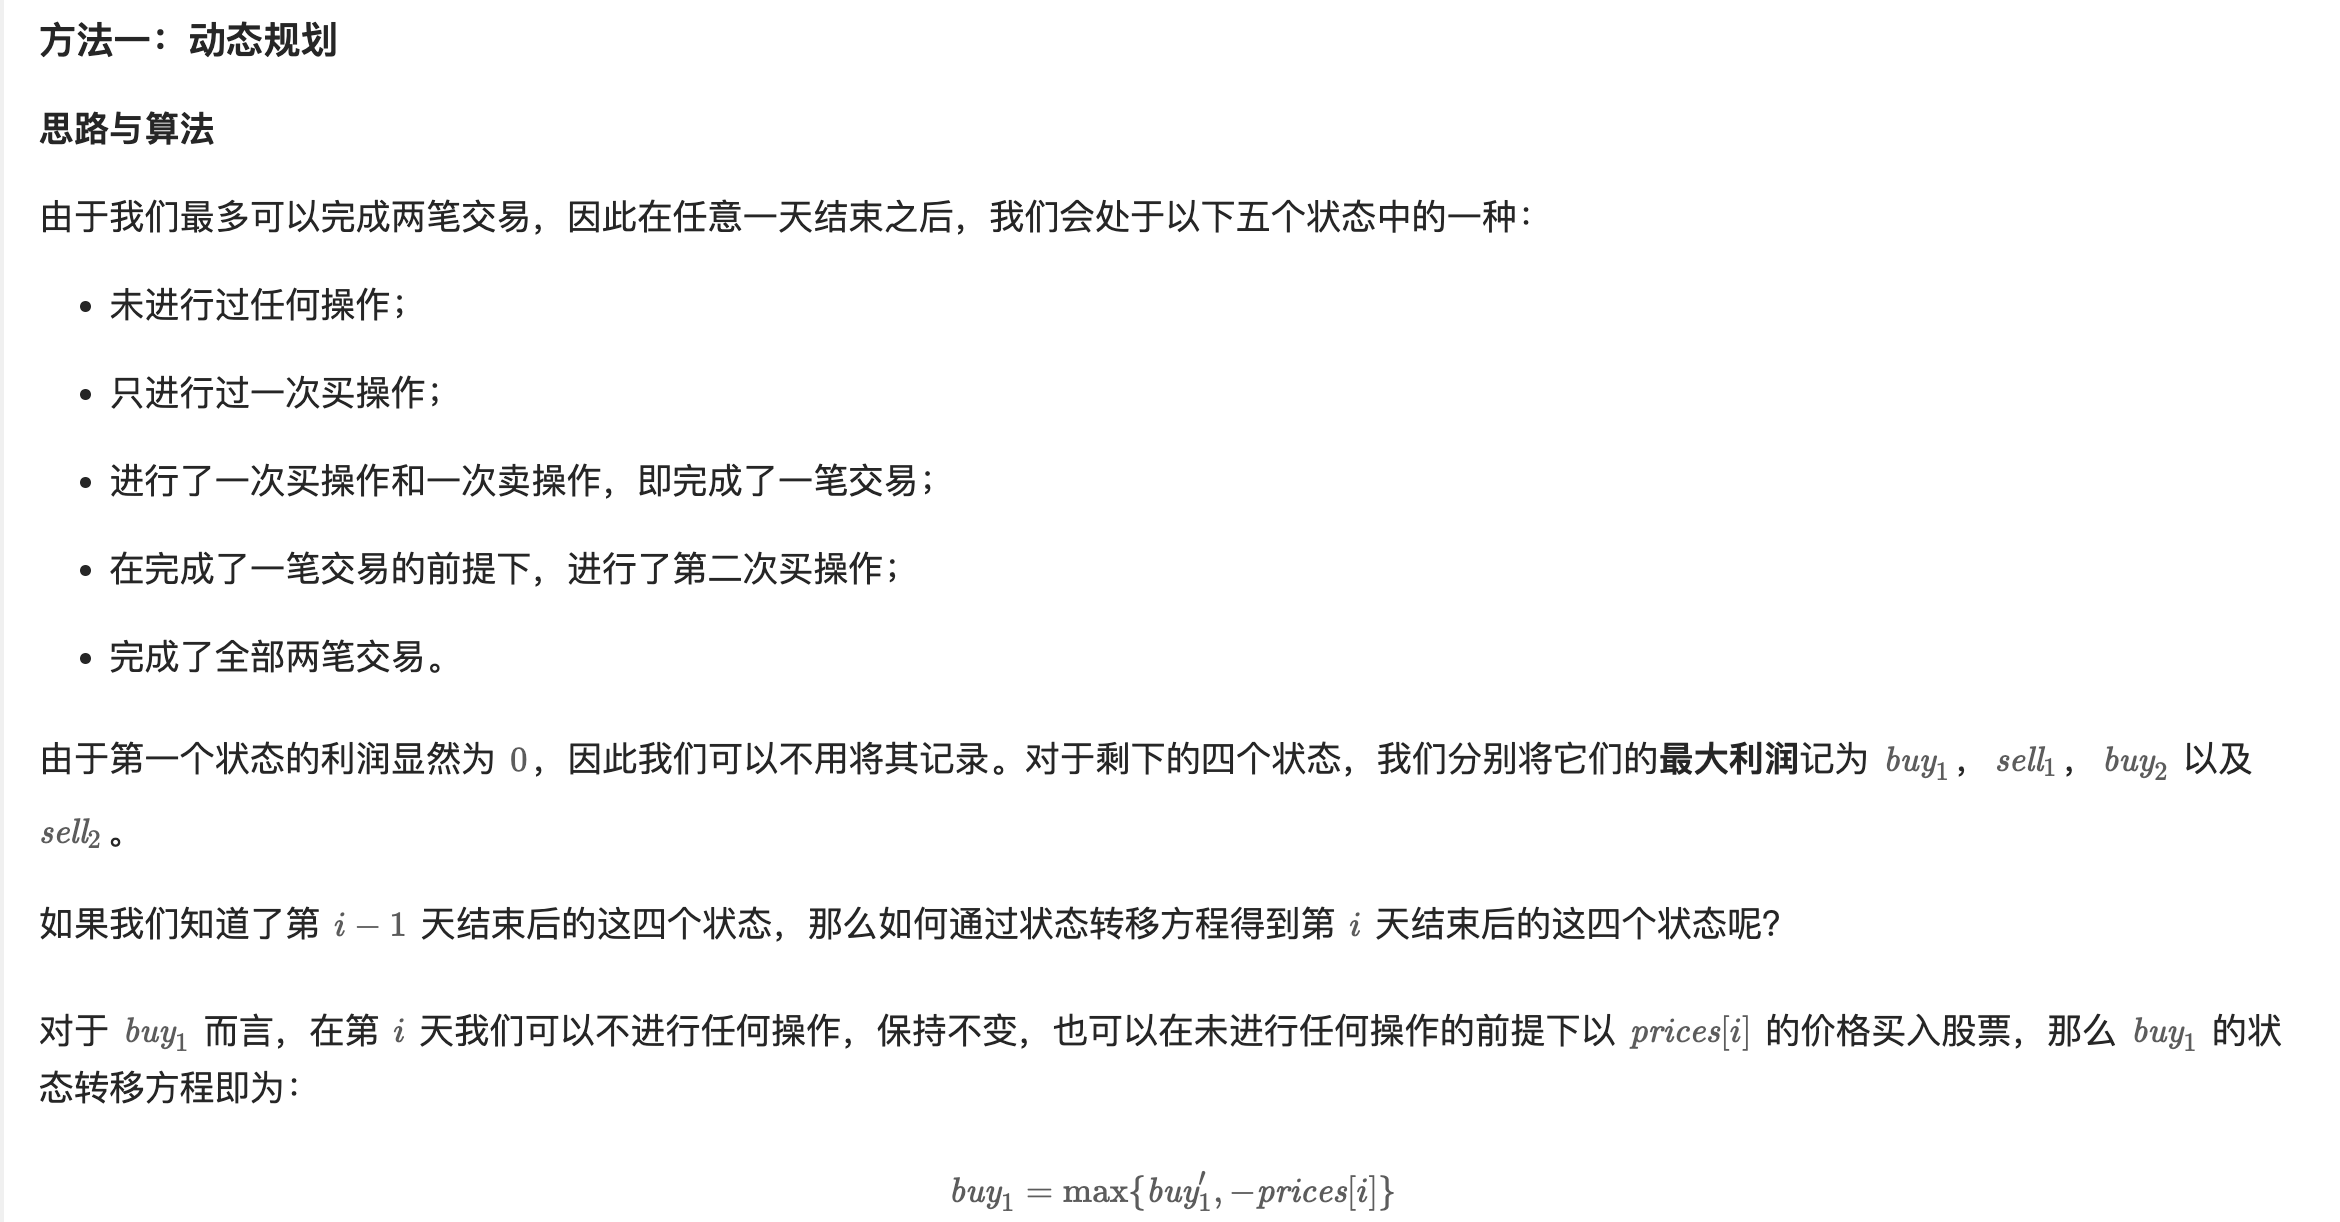 方法一：动态规划
思路与算法
由于我们最多可以完成两笔交易，因此在任意一天结束之后，我们会处于以下五个状态中的一种：
• 未进行过任何操作；
• 只进行过一次买操作；
• 进行了一次买操作和一次卖操作，即完成了一笔交易；
• 在完成了一笔交易的前提下，进行了第二次买操作；
• 完成了全部两笔交易。
由于第一个状态的利润显然为 0，因此我们可以不用将其记录。对于剩下的四个状态，我们分别将它们的最大利润记为 buy₁， sell₁， buy₂ 以及
sell₂。
如果我们知道了第 i − 1 天结束后的这四个状态，那么如何通过状态转移方程得到第 i 天结束后的这四个状态呢？
对于 buy₁ 而言，在第 i 天我们可以不进行任何操作，保持不变，也可以在未进行任何操作的前提下以 prices[i] 的价格买入股票，那么 buy₁ 的状
态转移方程即为：
buy₁ = max{buy₁′, −prices[i]}